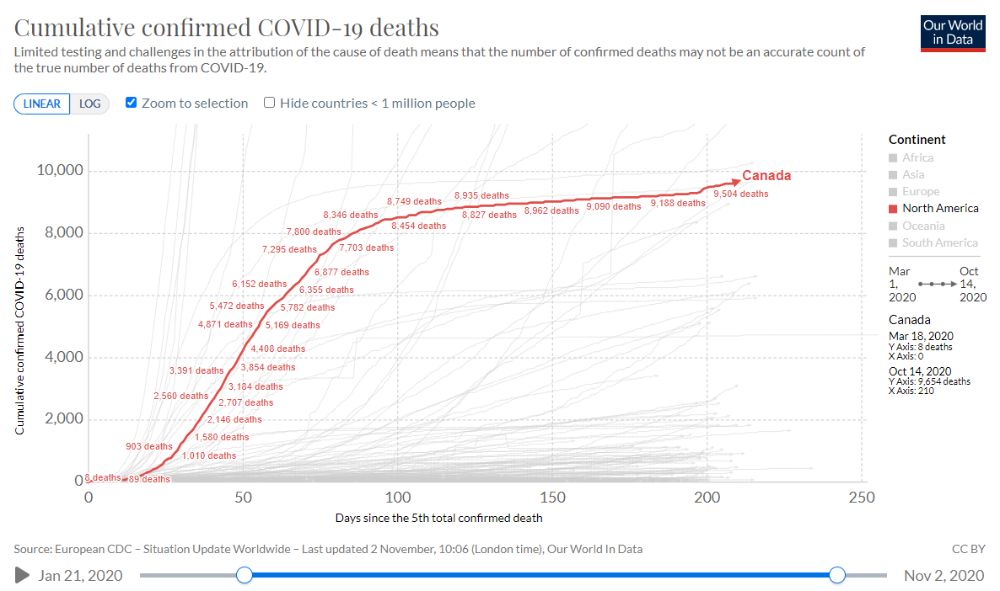 Cumulative confirmed COVID-19 deaths
Our World
in Data
Limited testing and challenges in the attribution of the cause of death means that the number of confirmed deaths may not be an accurate count of
the true number of deaths from COVID-19.
LINEAR LOG Zoom to selection Hide countries < 1 million people
Cumulative confirmed COVID-19 deaths
10,000
8,000
6,000
4,000
2,000
0
8 deaths
89 deaths
903 deaths
1,010 deaths
1,580 deaths
2,146 deaths
2,707 deaths
2,560 deaths
3,184 deaths
3,391 deaths
3,854 deaths
4,408 deaths
4,871 deaths
5,169 deaths
5,472 deaths
5,782 deaths
6,152 deaths
6,355 deaths
6,877 deaths
7,295 deaths
7,703 deaths
7,800 deaths
8,346 deaths
8,454 deaths
8,749 deaths
8,827 deaths
8,935 deaths
8,962 deaths
9,090 deaths
9,188 deaths
9,504 deaths
Canada
0 50 100 150 200 250
Days since the 5th total confirmed death
Continent
Africa
Asia
Europe
North America
Oceania
South America
Mar
1,
2020
Oct
14,
2020
Canada
Mar 18, 2020
Y Axis: 8 deaths
X Axis: 0
Oct 14, 2020
Y Axis: 9,654 deaths
X Axis: 210
Source: European CDC – Situation Update Worldwide – Last updated 2 November, 10:06 (London time), Our World In Data
CC BY
Jan 21, 2020
Nov 2, 2020